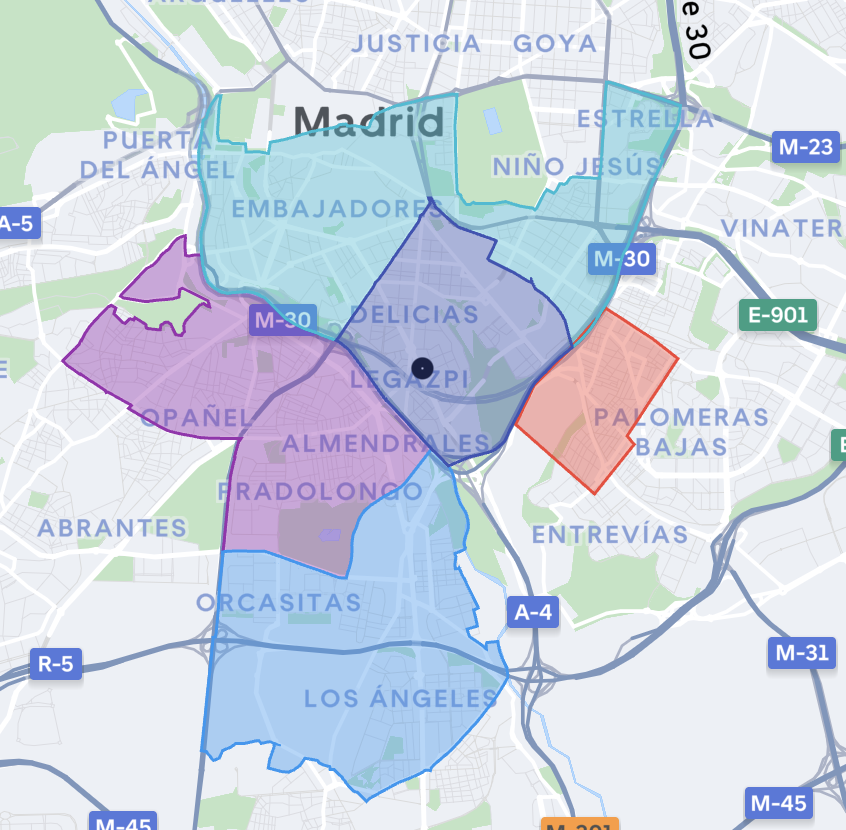 e 30
JUSTICIA
GOYA
Madrid
ESTRELLA
PUERTA
DEL ÁNGEL
M-23
NIÑO JESÚS
EMBAJADORES
A-5
VINATER
M-30
DELICIAS
M-30
E-901
LEGAZPI
OPAÑEL
PALOMERAS
BAJAS
ALMENDRALES
E
PRADOLONGO
ABRANTES
ENTREVÍAS
ORCASITAS
A-4
R-5
M-31
LOS ÁNGELES
M-45
M-45